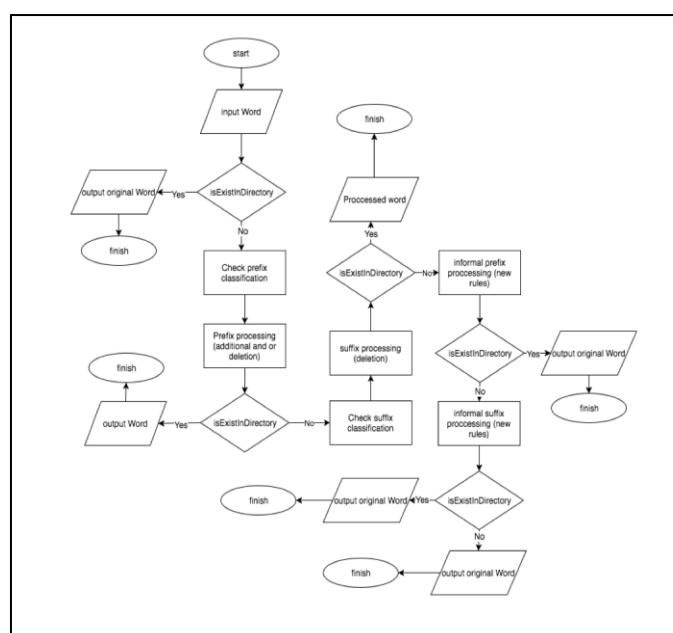 start
input Word
isExistInDirectory
Yes
output original Word
finish
No
Check prefix
classification
Prefix processing
(additional and or
deletion)
isExistInDirectory
Yes
output Word
finish
No
Check suffix
classification
suffix processing
(deletion)
isExistInDirectory
Yes
Proccessed word
finish
No
informal prefix
proccessing (new
rules)
isExistInDirectory
Yes
output original Word
finish
No
informal suffix
proccessing (new
rules)
isExistInDirectory
Yes
output original Word
finish
No
output original Word
finish